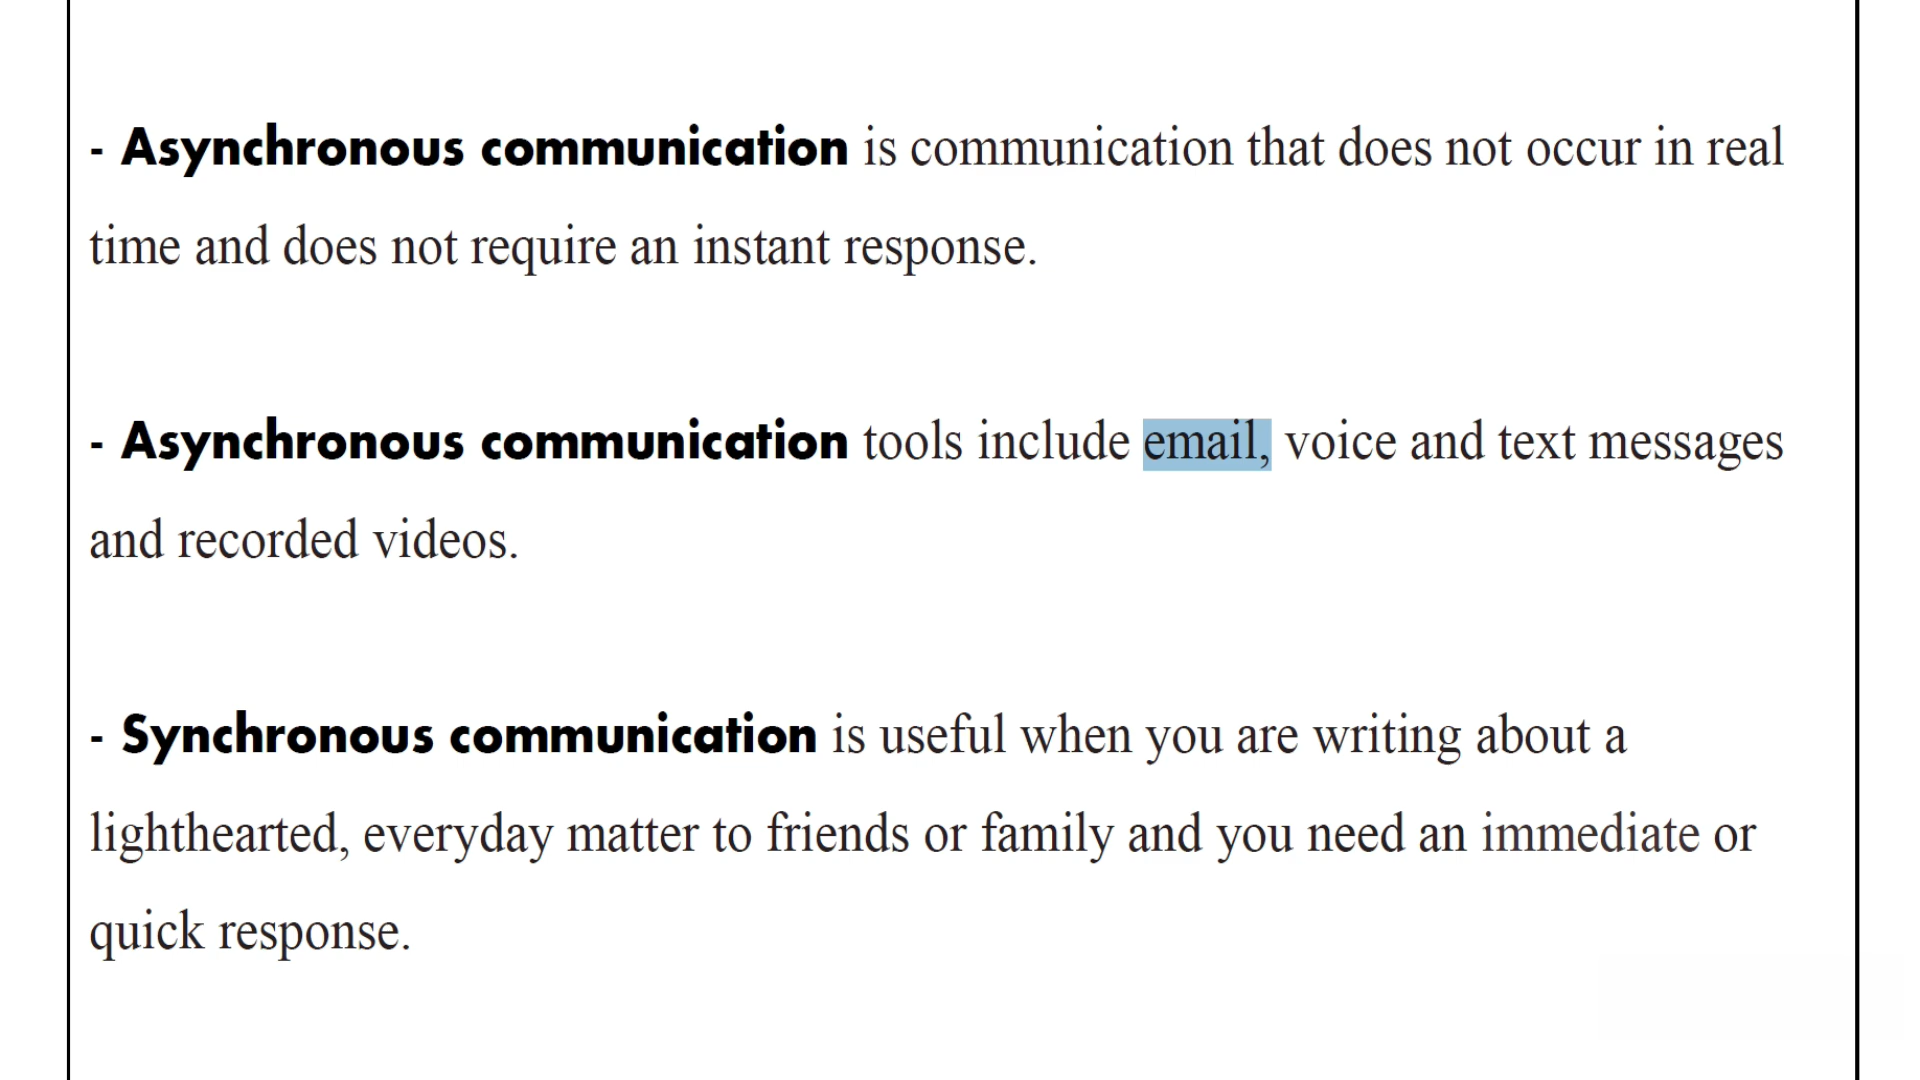 - Asynchronous communication is communication that does not occur in real
time and does not require an instant response.
- Asynchronous communication tools include email, voice and text messages
and recorded videos.
- Synchronous communication is useful when you are writing about a
lighthearted, everyday matter to friends or family and you need an immediate or
quick response.